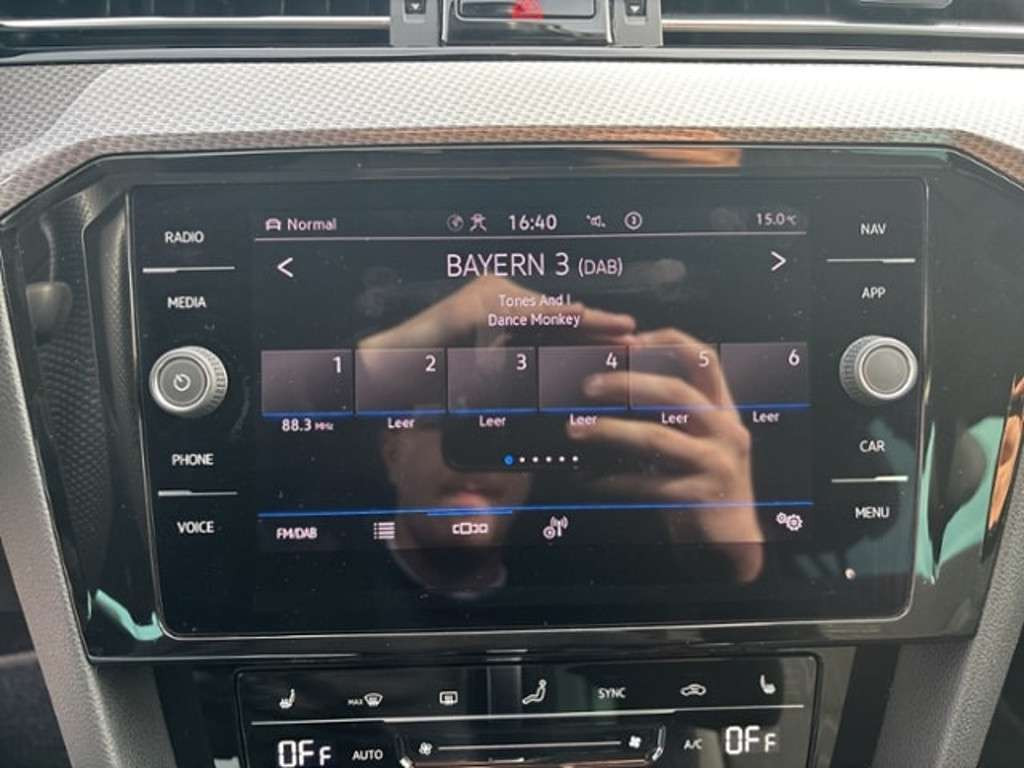 RADIO
MEDIA
PHONE
VOICE
Normal 16:40 15.0°C
BAYERN 3 (DAB)
Tones And I
Dance Monkey
1 2 3 4 5 6
88.3 MHz Leer Leer Leer Leer Leer
FM/DAB
NAV
APP
CAR
MENU
MAX SYNC
OFF AUTO A/C OFF